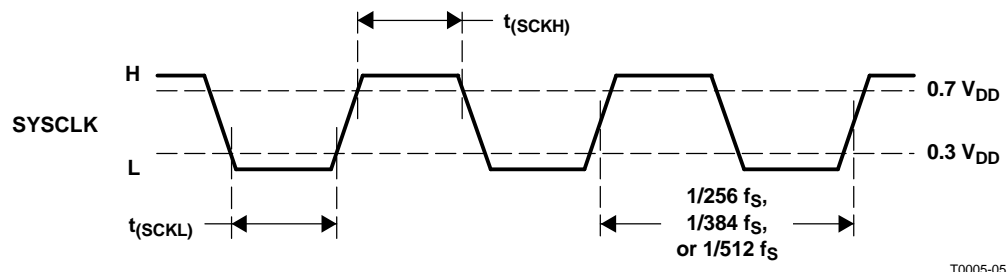 t(SCKH)
H
0.7 VDD
SYSCLK
0.3 VDD
L
t(SCKL)
1/256 fS,
1/384 fS,
or 1/512 fS
T0005-05